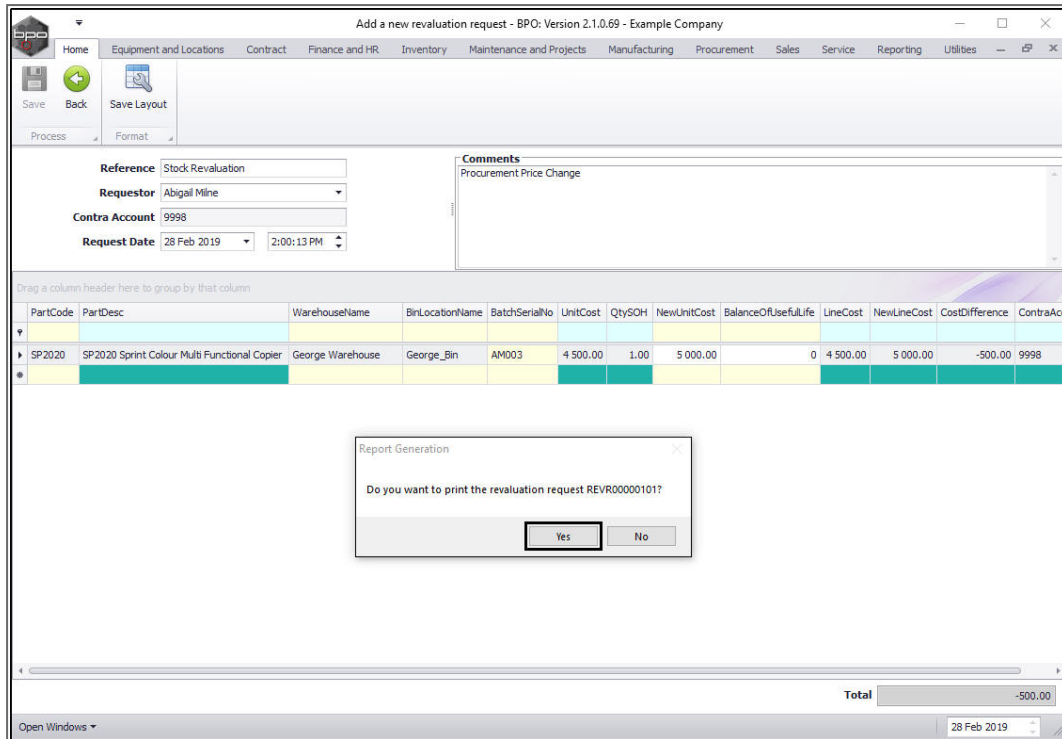 bpo
Add a new revaluation request - BPO: Version 2.1.0.69 - Example Company
Home Equipment and Locations Contract Finance and HR Inventory Maintenance and Projects Manufacturing Procurement Sales Service Reporting Utilities
Save Back Save Layout
Process Format
Reference Stock Revaluation
Requestor Abigail Milne
Contra Account 9998
Request Date 28 Feb 2019 2:00:13 PM
Comments
Procurement Price Change
Drag a column header here to group by that column
PartCode PartDesc WarehouseName BinLocationName BatchSerialNo UnitCost QtySOH NewUnitCost BalanceOfUsefulLife LineCost NewLineCost CostDifference ContraAcc
SP2020 SP2020 Sprint Colour Multi Functional Copier George Warehouse George_Bin AM003 4 500.00 1.00 5 000.00 0 4 500.00 5 000.00 -500.00 9998
Report Generation
Do you want to print the revaluation request REVR00000101?
Yes No
Total -500.00
Open Windows 28 Feb 2019